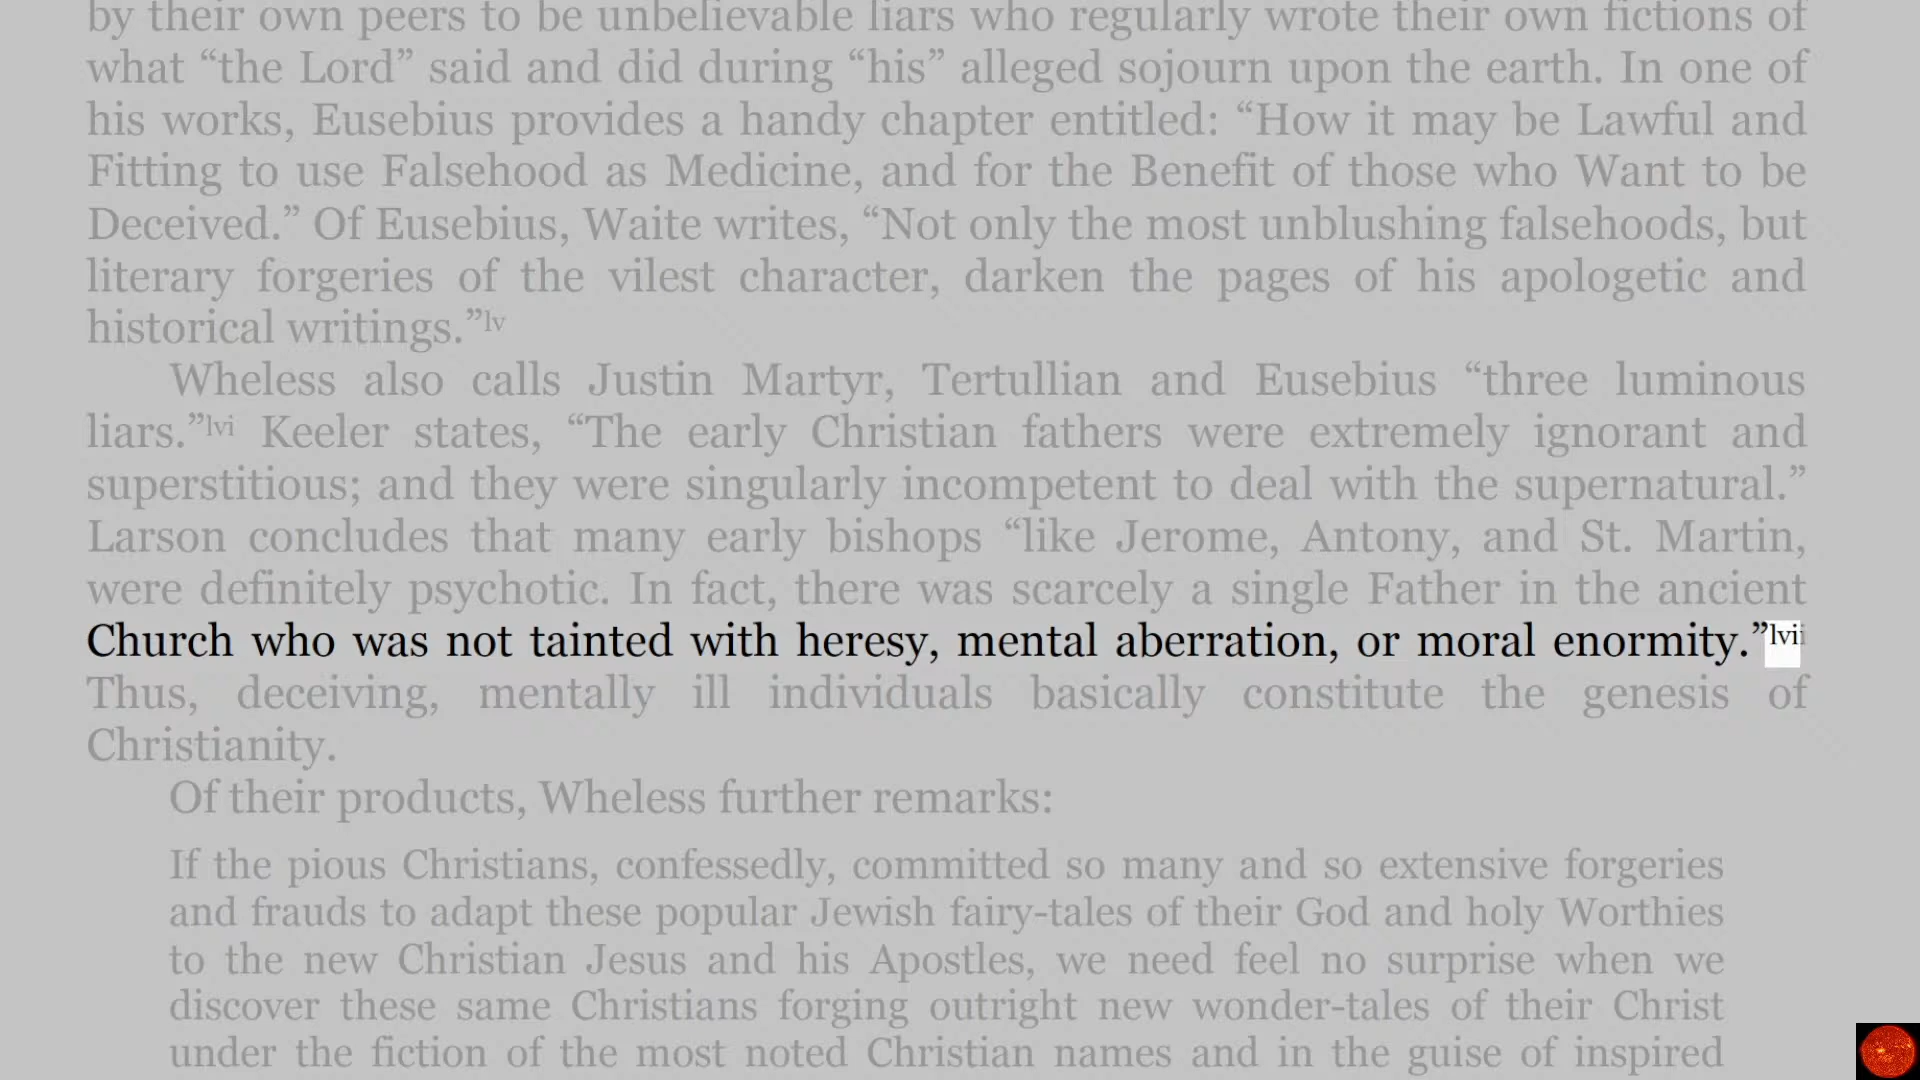 by their own peers to be unbelievable liars who regularly wrote their own fictions of
what “the Lord” said and did during “his” alleged sojourn upon the earth. In one of
his works, Eusebius provides a handy chapter entitled: “How it may be Lawful and
Fitting to use Falsehood as Medicine, and for the Benefit of those who Want to be
Deceived.” Of Eusebius, Waite writes, “Not only the most unblushing falsehoods, but
literary forgeries of the vilest character, darken the pages of his apologetic and
historical writings.”lv
Wheless also calls Justin Martyr, Tertullian and Eusebius “three luminous
liars.”lvi Keeler states, “The early Christian fathers were extremely ignorant and
superstitious; and they were singularly incompetent to deal with the supernatural.”
Larson concludes that many early bishops “like Jerome, Antony, and St. Martin,
were definitely psychotic. In fact, there was scarcely a single Father in the ancient
Church who was not tainted with heresy, mental aberration, or moral enormity.”lvii
Thus, deceiving, mentally ill individuals basically constitute the genesis of
Christianity.
Of their products, Wheless further remarks:
If the pious Christians, confessedly, committed so many and so extensive forgeries
and frauds to adapt these popular Jewish fairy-tales of their God and holy Worthies
to the new Christian Jesus and his Apostles, we need feel no surprise when we
discover these same Christians forging outright new wonder-tales of their Christ
under the fiction of the most noted Christian names and in the guise of inspired